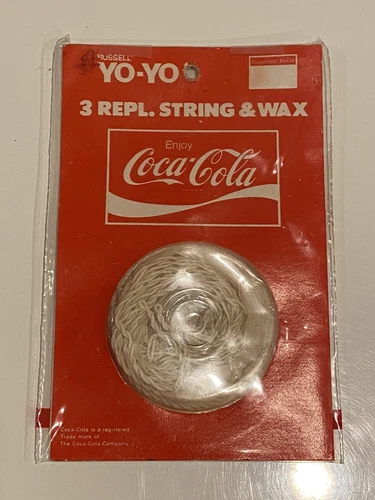 RUSSELL
YO-YO
3 REPL. STRING & WAX
Enjoy
Coca-Cola
Coca Cola is a registered
Trade mark of
The Coca Cola Company.